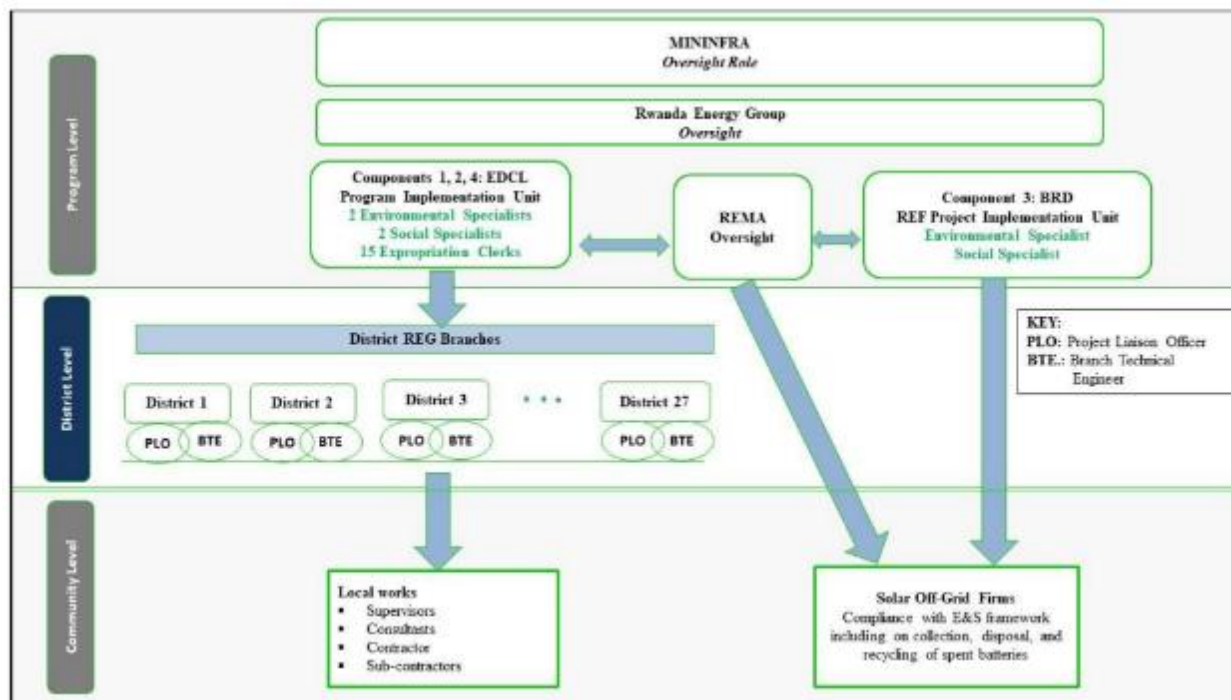 MININFRA
Oversight Role
Rwanda Energy Group
Oversight
Program Level
Components 1, 2, 4: EDCL
Program Implementation Unit
2 Environmental Specialists
2 Social Specialists
15 Expropriation Clerks
REMA
Oversight
Component 3: BRD
REF Project Implementation Unit
Environmental Specialist
Social Specialist
District Level
District REG Branches
KEY:
PLO: Project Liaison Officer
BTE.: Branch Technical
Engineer
District 1
District 2
District 3
• • •
District 27
PLO
BTE
PLO
BTE
PLO
BTE
PLO
BTE
Community Level
Local works
▪ Supervisors
▪ Consultasts
▪ Contractor
▪ Sub-contractors
Solar Off-Grid Firms
Compliance with E&S framework
including on collection, disposal, and
recycling of spent batteries